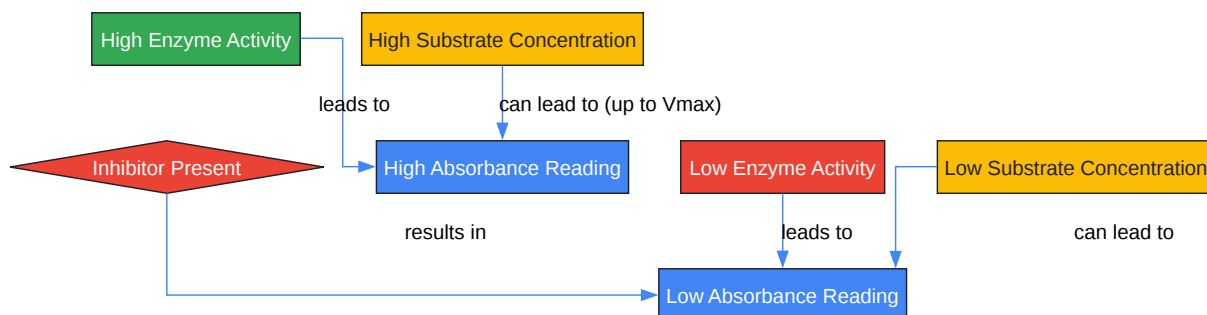 High Enzyme Activity
High Substrate Concentration
leads to
can lead to (up to Vmax)
Inhibitor Present
High Absorbance Reading
Low Enzyme Activity
Low Substrate Concentration
results in
leads to
can lead to
Low Absorbance Reading